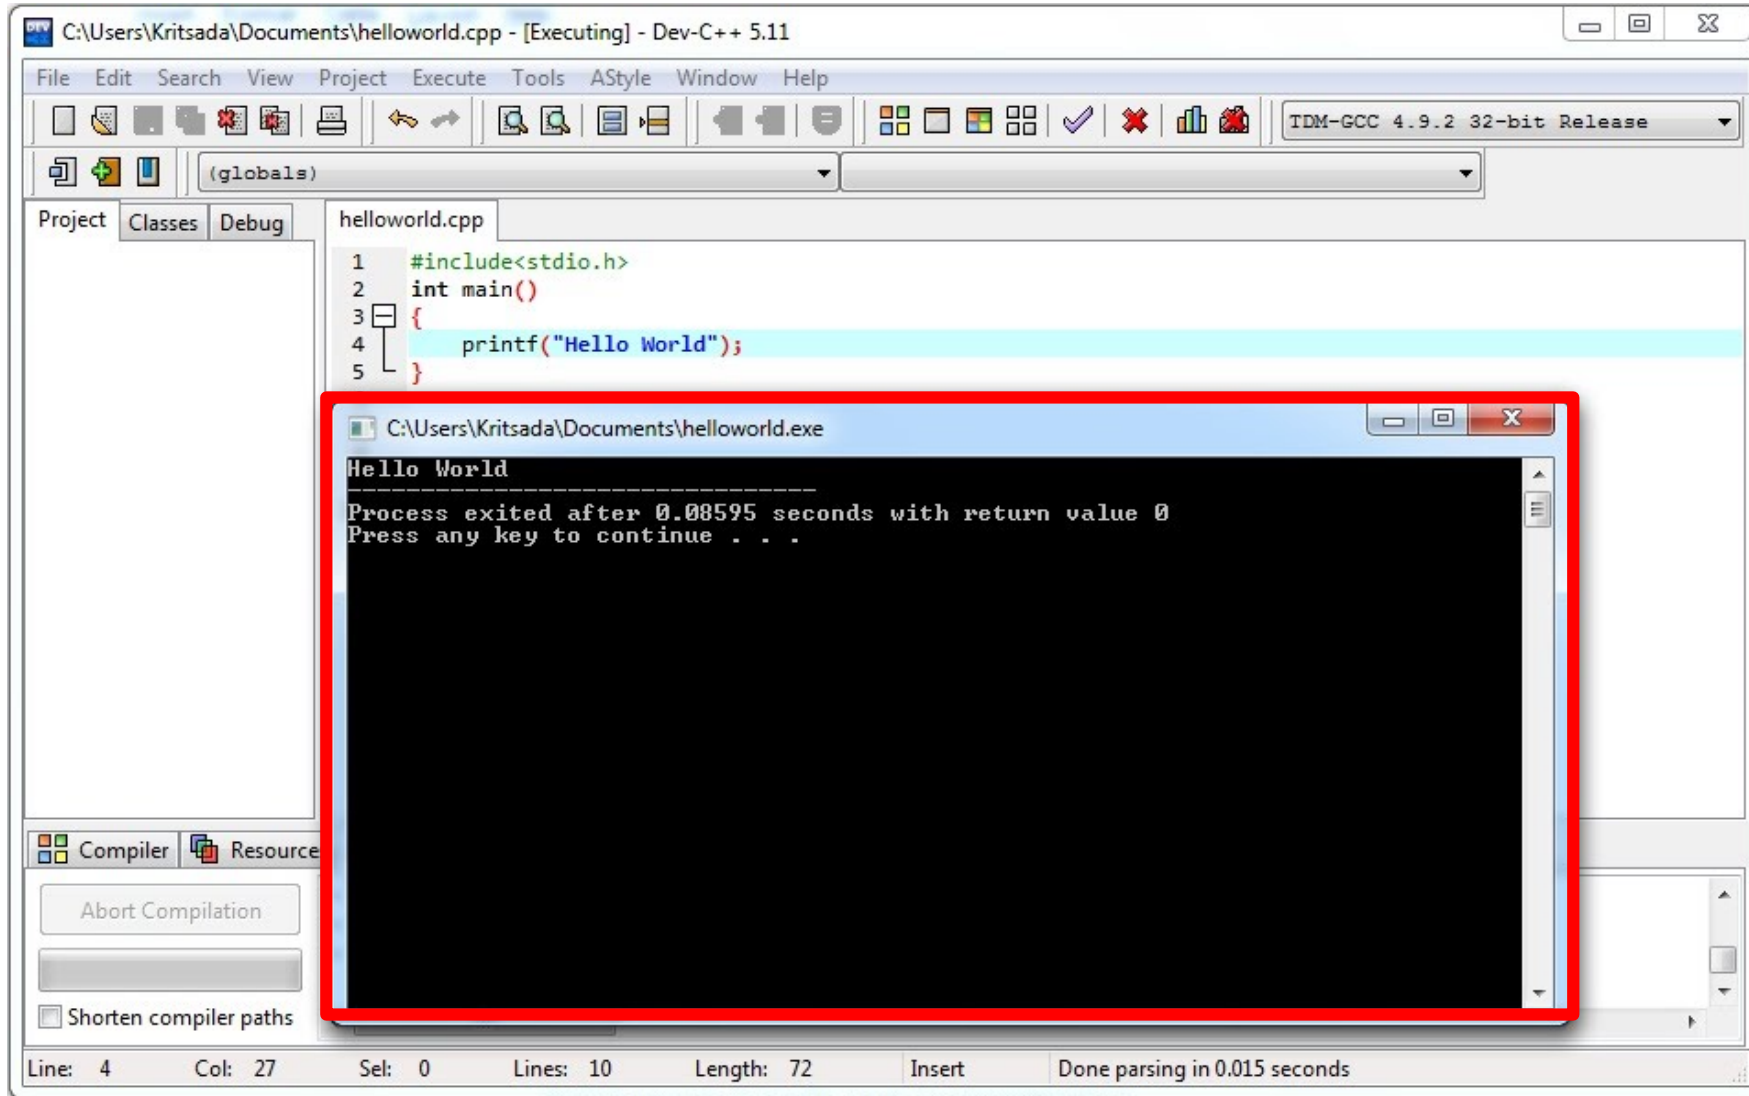 C:\Users\Kritsada\Documents\helloworld.cpp - [Executing] - Dev-C++ 5.11
File Edit Search View Project Execute Tools AStyle Window Help
TDM-GCC 4.9.2 32-bit Release
(globals)
Project Classes Debug helloworld.cpp
1 #include<stdio.h>
2 int main()
3 {
4 printf("Hello World");
5 }
C:\Users\Kritsada\Documents\helloworld.exe
Hello World
--------------------------------
Process exited after 0.08595 seconds with return value 0
Press any key to continue . . .
Compiler Resource
Abort Compilation
Shorten compiler paths
Line: 4 Col: 27 Sel: 0 Lines: 10 Length: 72 Insert Done parsing in 0.015 seconds